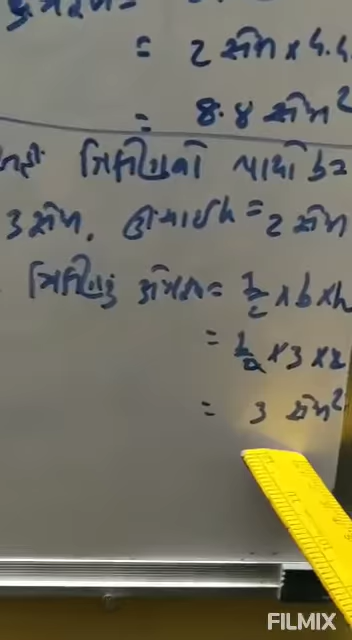 = 2 સેમી × 4.4
= 8.8 સેમી²
ત્રિકોણનો પાયો b =
3 સેમી, ઊંચાઈ h = 2 સેમી
ત્રિકોણનું ક્ષેત્રફળ = 1/2 × b × h
= 1/2 × 3 × 2
= 3 સેમી²
FILMIX